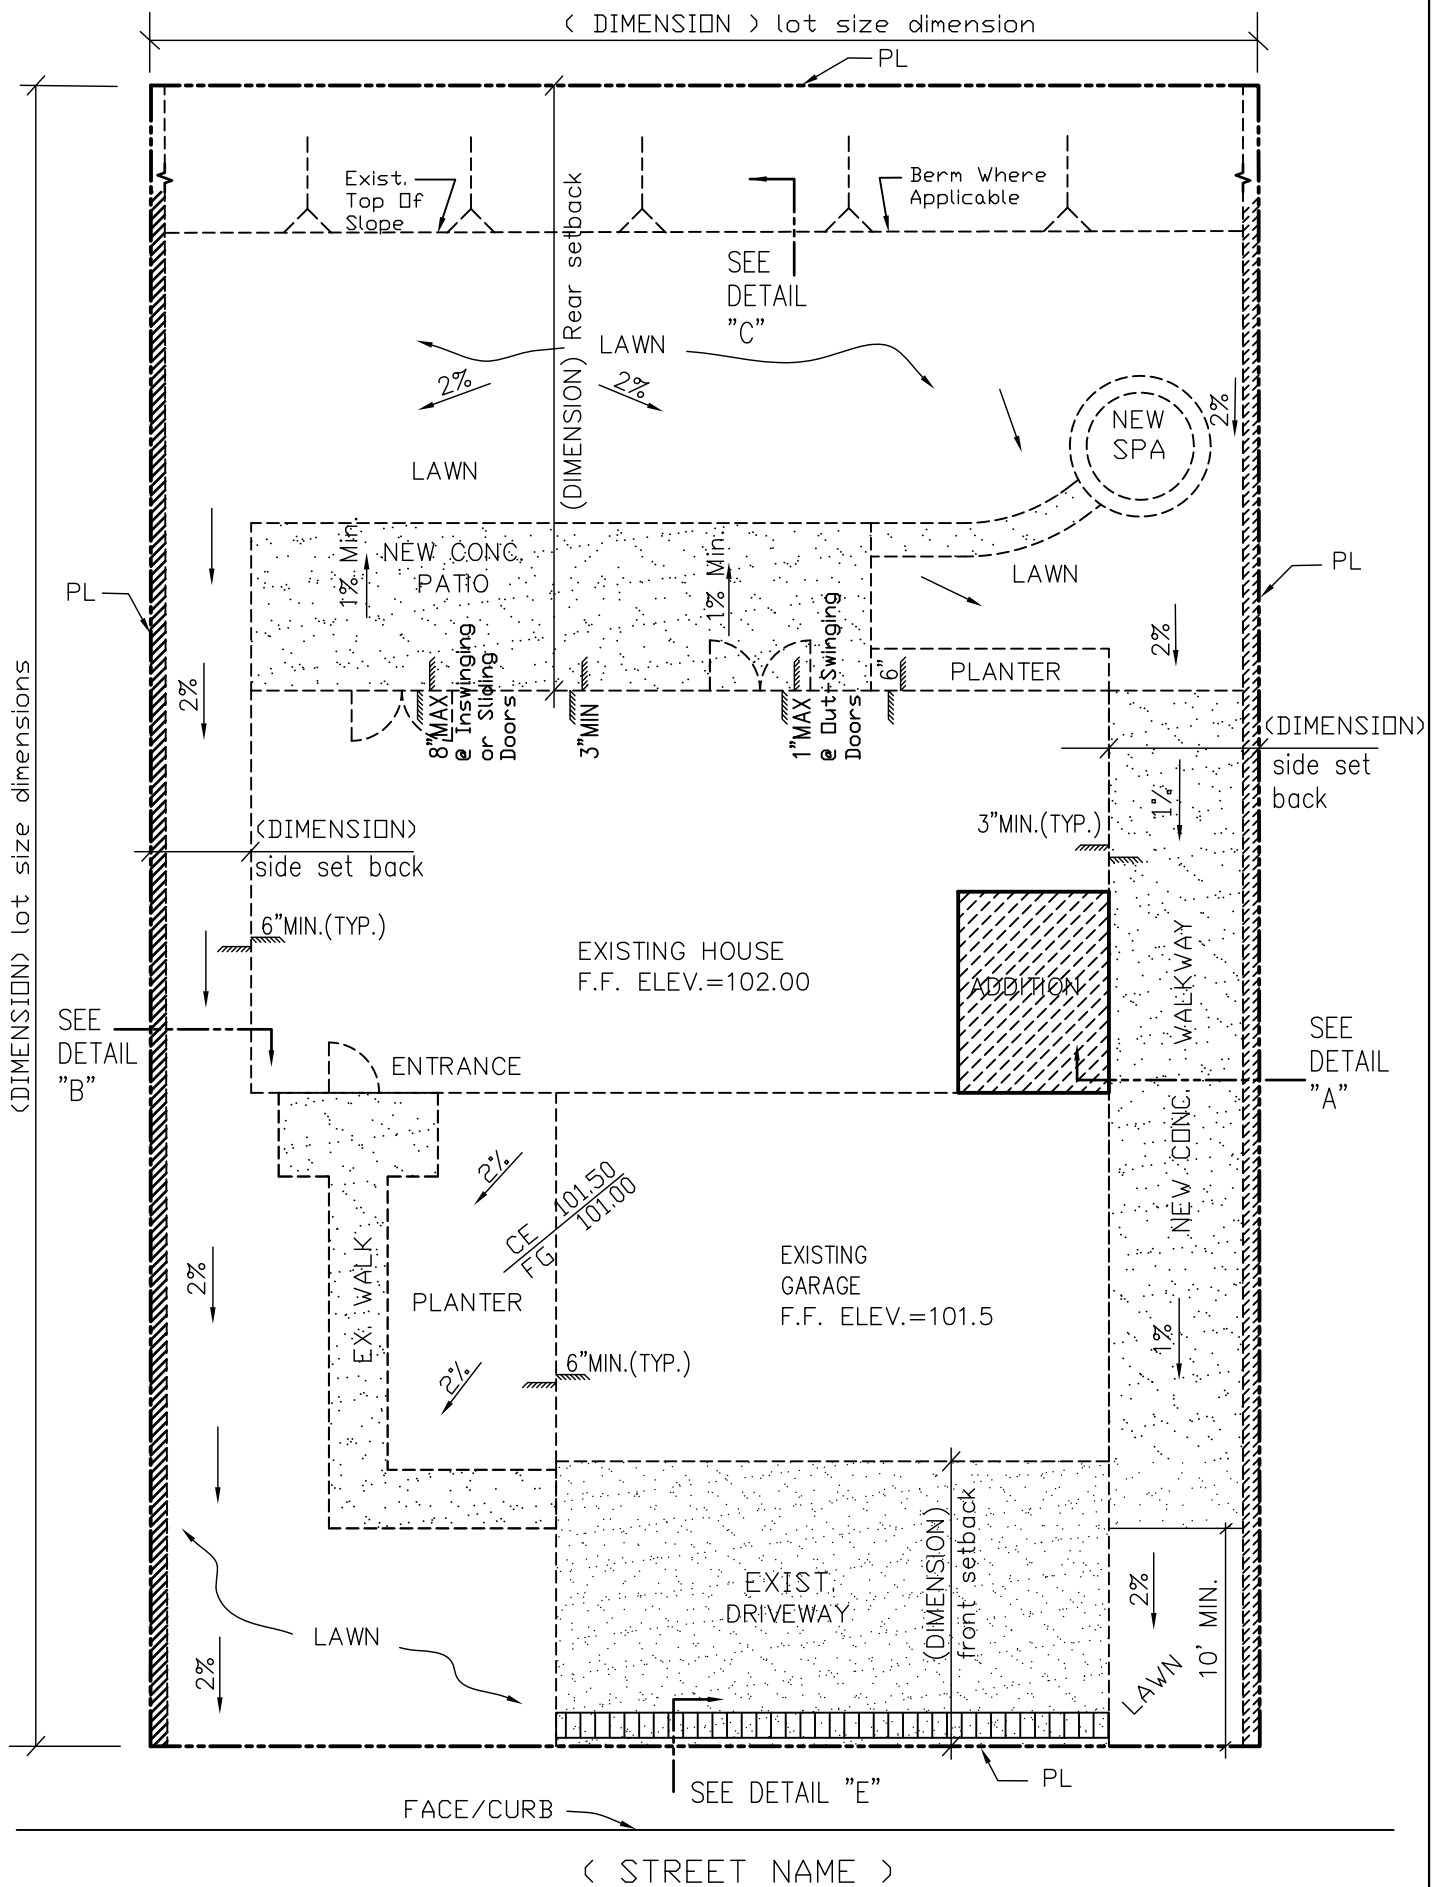 ( DIMENSION ) lot size dimension
PL
Exist.
Top Of
Slope
Berm Where
Applicable
SEE
DETAIL
"C"
(DIMENSION) Rear setback
LAWN
2%
2%
2%
NEW
SPA
LAWN
NEW CONC.
PATIO
1% Min.
1% Min.
LAWN
PL
PL
2%
2%
PLANTER
6"
8"MAX
@ Inswinging
or Sliding
Doors
3"MIN
1"MAX
@ Out-Swinging
Doors
(DIMENSION)
side set
back
1%
3"MIN.(TYP.)
(DIMENSION)
side set back
(DIMENSION) lot size dimensions
6"MIN.(TYP.)
EXISTING HOUSE
F.F. ELEV.=102.00
ADDITION
NEW CONC. WALKWAY
SEE
DETAIL
"B"
SEE
DETAIL
"A"
ENTRANCE
2%
CE 101.50
FG 101.00
2%
EX. WALK
PLANTER
EXISTING
GARAGE
F.F. ELEV.=101.5
1%
6"MIN.(TYP.)
2%
(DIMENSION)
front setback
EXIST.
DRIVEWAY
2%
10' MIN.
LAWN
LAWN
2%
SEE DETAIL "E"
PL
FACE/CURB
( STREET NAME )